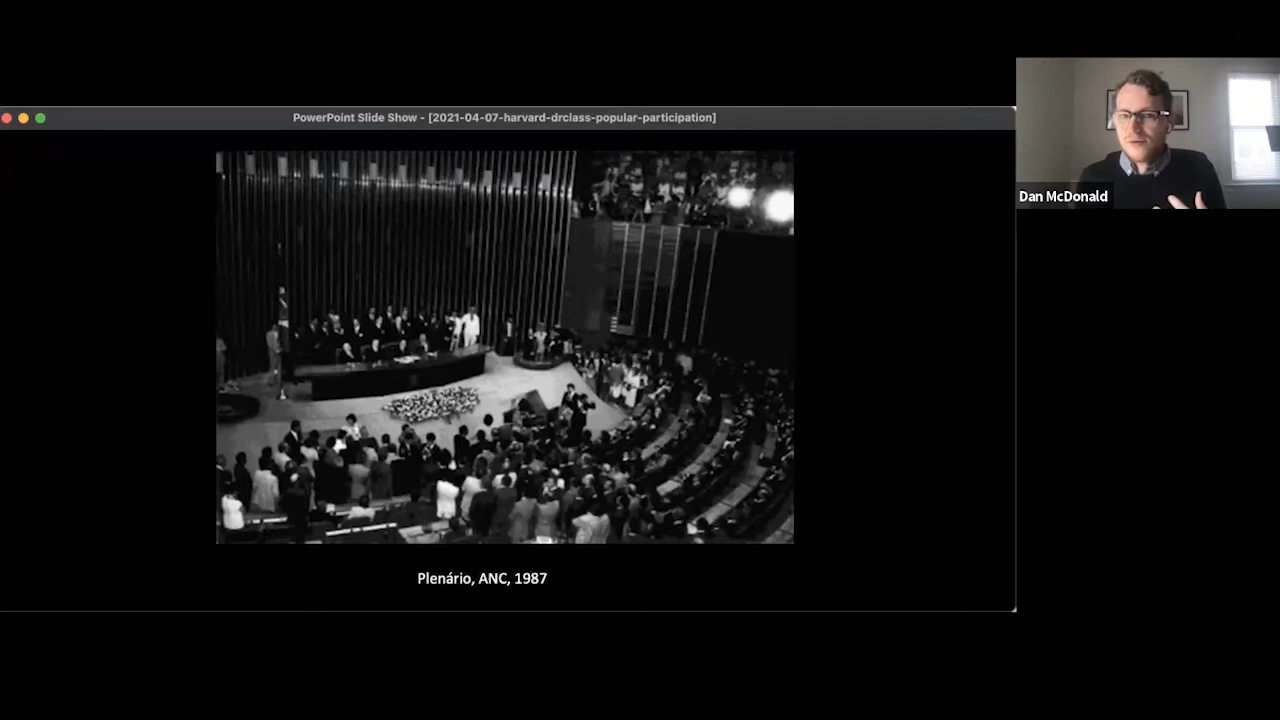 PowerPoint Slide Show - [2021-04-07-harvard-drclass-popular-participation]
Dan McDonald
Plenário, ANC, 1987